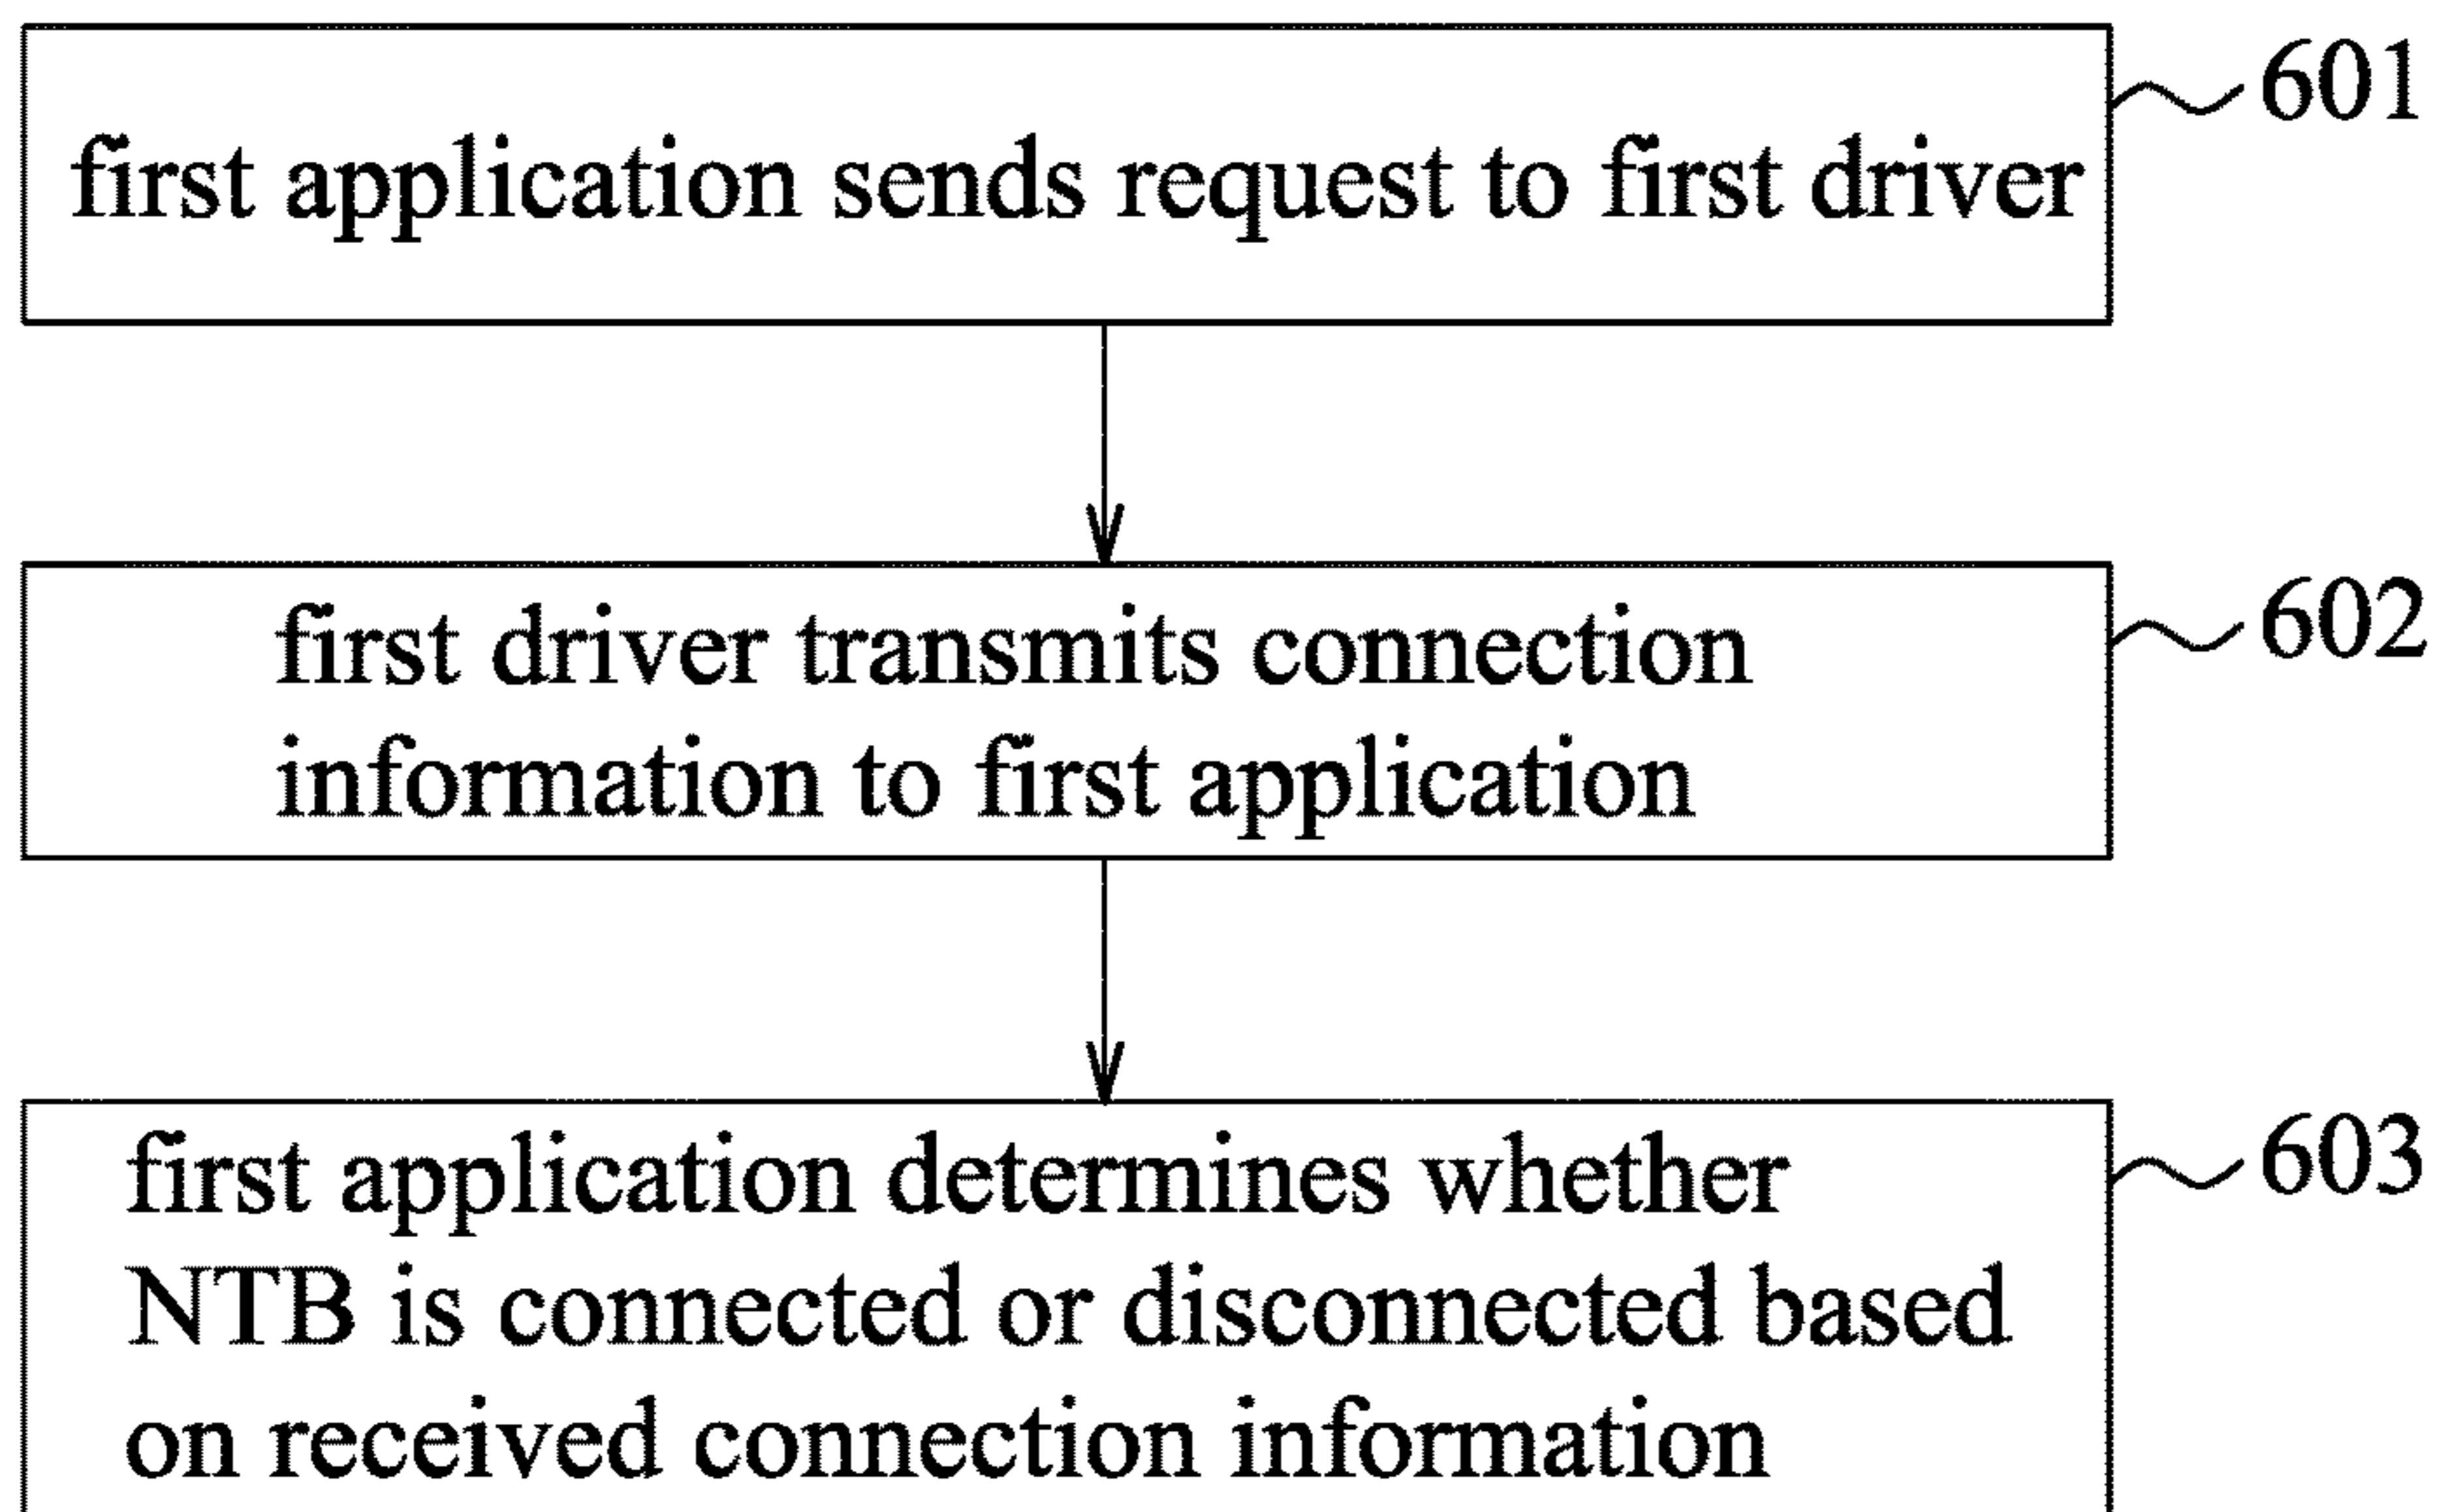 601
first application sends request to first driver
602
first driver transmits connection
information to first application
603
first application determines whether
NTB is connected or disconnected based
on received connection information